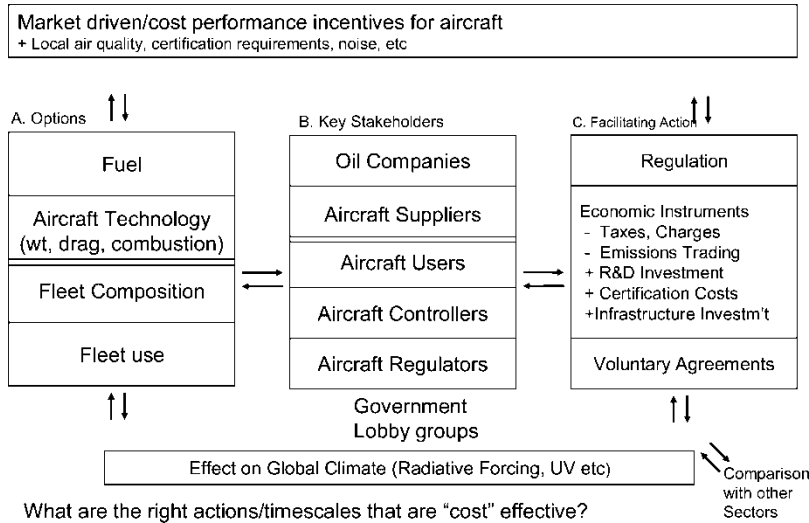 Market driven/cost performance incentives for aircraft
+ Local air quality, certification requirements, noise, etc
A. Options
Fuel
Aircraft Technology
(wt, drag, combustion)
Fleet Composition
Fleet use
B. Key Stakeholders
Oil Companies
Aircraft Suppliers
Aircraft Users
Aircraft Controllers
Aircraft Regulators
Government
Lobby groups
C. Facilitating Action
Regulation
Economic Instruments
- Taxes, Charges
- Emissions Trading
+ R&D Investment
+ Certification Costs
+Infrastructure Investm't
Voluntary Agreements
Effect on Global Climate (Radiative Forcing, UV etc)
Comparison
with other
Sectors
What are the right actions/timescales that are “cost” effective?